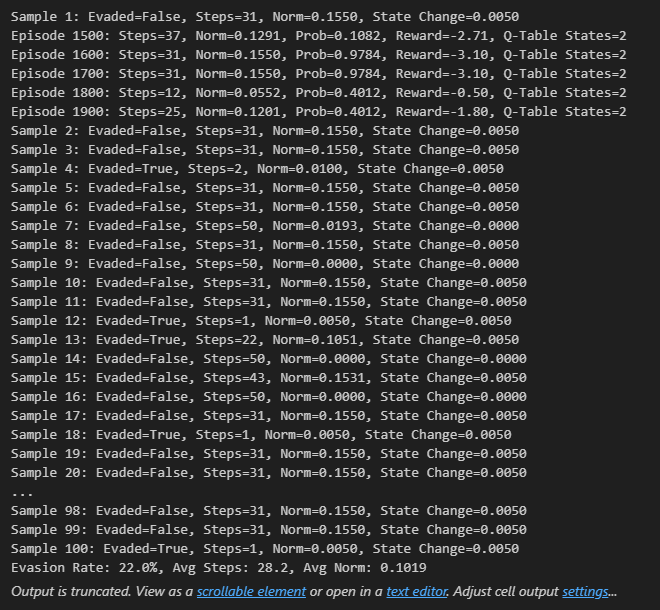 Sample 1: Evaded=False, Steps=31, Norm=0.1550, State Change=0.0050
Episode 1500: Steps=37, Norm=0.1291, Prob=0.1082, Reward=-2.71, Q-Table States=2
Episode 1600: Steps=31, Norm=0.1550, Prob=0.9784, Reward=-3.10, Q-Table States=2
Episode 1700: Steps=31, Norm=0.1550, Prob=0.9784, Reward=-3.10, Q-Table States=2
Episode 1800: Steps=12, Norm=0.0552, Prob=0.4012, Reward=-0.50, Q-Table States=2
Episode 1900: Steps=25, Norm=0.1201, Prob=0.4012, Reward=-1.80, Q-Table States=2
Sample 2: Evaded=False, Steps=31, Norm=0.1550, State Change=0.0050
Sample 3: Evaded=False, Steps=31, Norm=0.1550, State Change=0.0050
Sample 4: Evaded=True, Steps=2, Norm=0.0100, State Change=0.0050
Sample 5: Evaded=False, Steps=31, Norm=0.1550, State Change=0.0050
Sample 6: Evaded=False, Steps=31, Norm=0.1550, State Change=0.0050
Sample 7: Evaded=False, Steps=50, Norm=0.0193, State Change=0.0000
Sample 8: Evaded=False, Steps=31, Norm=0.1550, State Change=0.0050
Sample 9: Evaded=False, Steps=50, Norm=0.0000, State Change=0.0000
Sample 10: Evaded=False, Steps=31, Norm=0.1550, State Change=0.0050
Sample 11: Evaded=False, Steps=31, Norm=0.1550, State Change=0.0050
Sample 12: Evaded=True, Steps=1, Norm=0.0050, State Change=0.0050
Sample 13: Evaded=True, Steps=22, Norm=0.1051, State Change=0.0050
Sample 14: Evaded=False, Steps=50, Norm=0.0000, State Change=0.0000
Sample 15: Evaded=False, Steps=43, Norm=0.1531, State Change=0.0050
Sample 16: Evaded=False, Steps=50, Norm=0.0000, State Change=0.0000
Sample 17: Evaded=False, Steps=31, Norm=0.1550, State Change=0.0050
Sample 18: Evaded=True, Steps=1, Norm=0.0050, State Change=0.0050
Sample 19: Evaded=False, Steps=31, Norm=0.1550, State Change=0.0050
Sample 20: Evaded=False, Steps=31, Norm=0.1550, State Change=0.0050
...
Sample 98: Evaded=False, Steps=31, Norm=0.1550, State Change=0.0050
Sample 99: Evaded=False, Steps=31, Norm=0.1550, State Change=0.0050
Sample 100: Evaded=True, Steps=1, Norm=0.0050, State Change=0.0050
Evasion Rate: 22.0%, Avg Steps: 28.2, Avg Norm: 0.1019
Output is truncated. View as a scrollable element or open in a text editor. Adjust cell output settings...